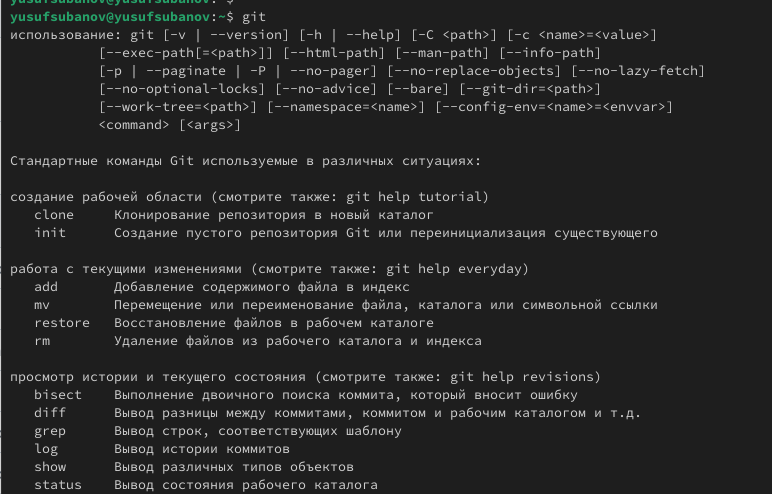 yusufsubanov@yusufsubanov:~$
yusufsubanov@yusufsubanov:~$ git
использование: git [-v | --version] [-h | --help] [-C <path>] [-c <name>=<value>]
[--exec-path[=<path>]] [--html-path] [--man-path] [--info-path]
[-p | --paginate | -P | --no-pager] [--no-replace-objects] [--no-lazy-fetch]
[--no-optional-locks] [--no-advice] [--bare] [--git-dir=<path>]
[--work-tree=<path>] [--namespace=<name>] [--config-env=<name>=<envvar>]
<command> [<args>]
Стандартные команды Git используемые в различных ситуациях:
создание рабочей области (смотрите также: git help tutorial)
clone Клонирование репозитория в новый каталог
init Создание пустого репозитория Git или переинициализация существующего
работа с текущими изменениями (смотрите также: git help everyday)
add Добавление содержимого файла в индекс
mv Перемещение или переименование файла, каталога или символьной ссылки
restore Восстановление файлов в рабочем каталоге
rm Удаление файлов из рабочего каталога и индекса
просмотр истории и текущего состояния (смотрите также: git help revisions)
bisect Выполнение двоичного поиска коммита, который вносит ошибку
diff Вывод разницы между коммитами, коммитом и рабочим каталогом и т.д.
grep Вывод строк, соответствующих шаблону
log Вывод истории коммитов
show Вывод различных типов объектов
status Вывод состояния рабочего каталога